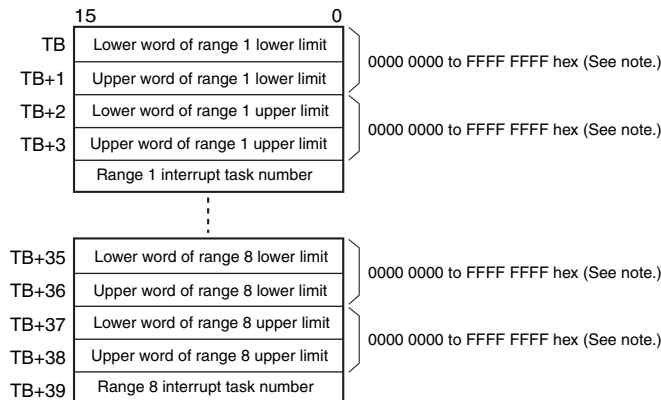 15 0
TB Lower word of range 1 lower limit
TB+1 Upper word of range 1 lower limit
0000 0000 to FFFF FFFF hex (See note.)
TB+2 Lower word of range 1 upper limit
TB+3 Upper word of range 1 upper limit
0000 0000 to FFFF FFFF hex (See note.)
Range 1 interrupt task number
TB+35 Lower word of range 8 lower limit
TB+36 Upper word of range 8 lower limit
0000 0000 to FFFF FFFF hex (See note.)
TB+37 Lower word of range 8 upper limit
TB+38 Upper word of range 8 upper limit
0000 0000 to FFFF FFFF hex (See note.)
TB+39 Range 8 interrupt task number